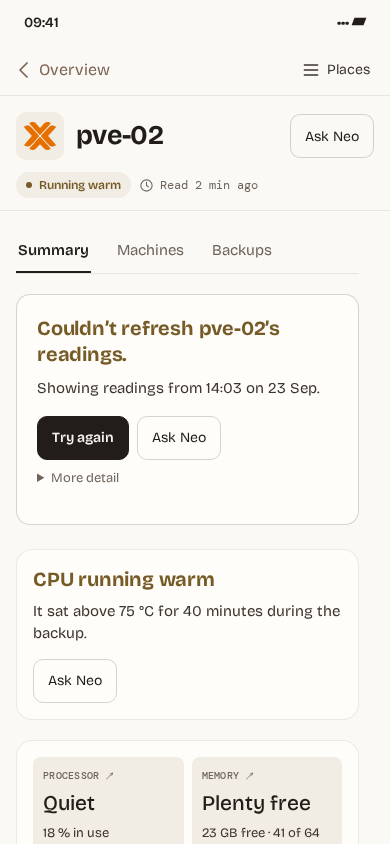 09:41
Overview
Places
pve-02
Ask Neo
Running warm
Read 2 min ago
Summary
Machines
Backups
Couldn't refresh pve-02's
readings.
Showing readings from 14:03 on 23 Sep.
Try again
Ask Neo
More detail
CPU running warm
It sat above 75 °C for 40 minutes during the
backup.
Ask Neo
PROCESSOR ↗
MEMORY ↗
Quiet
Plenty free
18 % in use
23 GB free · 41 of 64